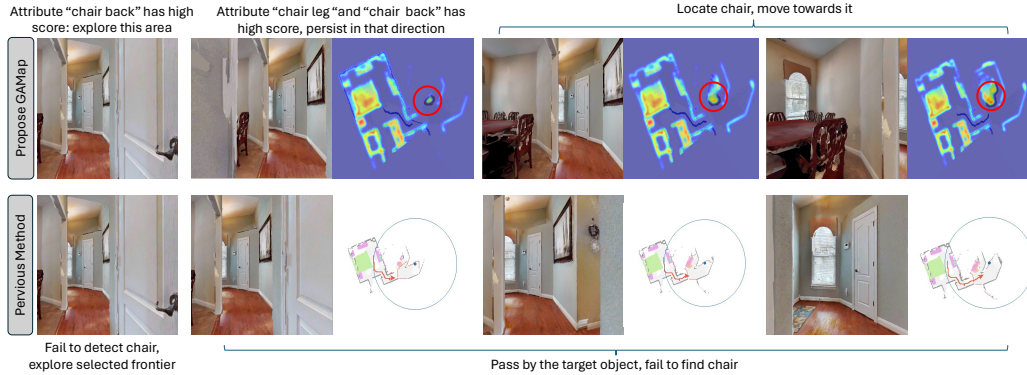 Attribute “chair back” has high
score: explore this area
Attribute “chair leg “and “chair back” has
high score, persist in that direction
Locate chair, move towards it
Propose GAMap
Pervious Method
Fail to detect chair,
explore selected frontier
Pass by the target object, fail to find chair